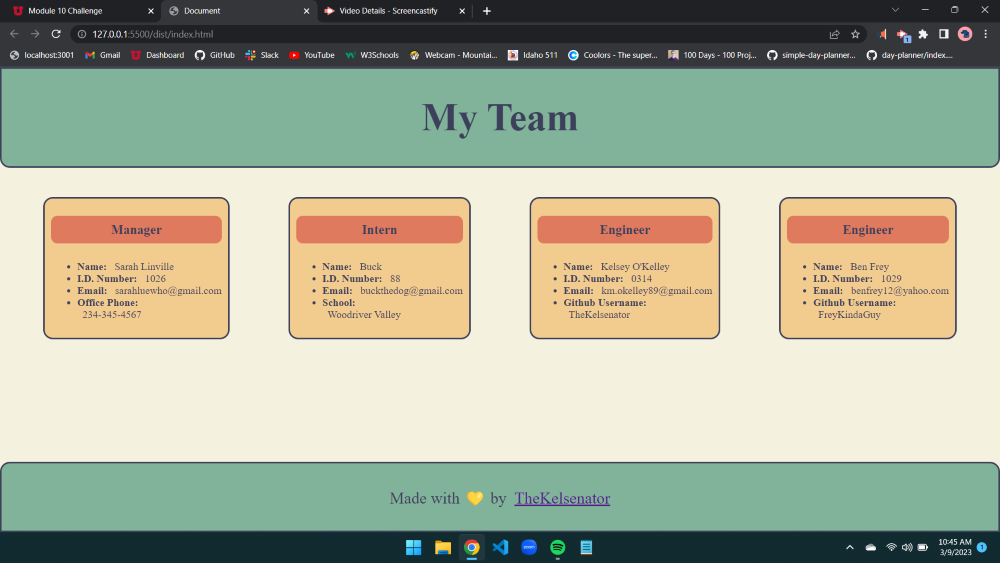 Module 10 Challenge
Document
Video Details - Screencastify
127.0.0.1:5500/dist/index.html
localhost:3001
Gmail
Dashboard
GitHub
Slack
YouTube
W3Schools
Webcam - Mountai...
Idaho 511
Coolors - The super...
100 Days - 100 Proj...
simple-day-planner...
day-planner/index....
1
My Team
Manager
Name: Sarah Linville
I.D. Number: 1026
Email: sarahluewho@gmail.com
Office Phone:
234-345-4567
Intern
Name: Buck
I.D. Number: 88
Email: buckthedog@gmail.com
School:
Woodriver Valley
Engineer
Name: Kelsey O'Kelley
I.D. Number: 0314
Email: km.okelley89@gmail.com
Github Username:
TheKelsenator
Engineer
Name: Ben Frey
I.D. Number: 1029
Email: benfrey12@yahoo.com
Github Username:
FreyKindaGuy
Made with 💛 by TheKelsenator
zoom
10:45 AM
3/9/2023
1